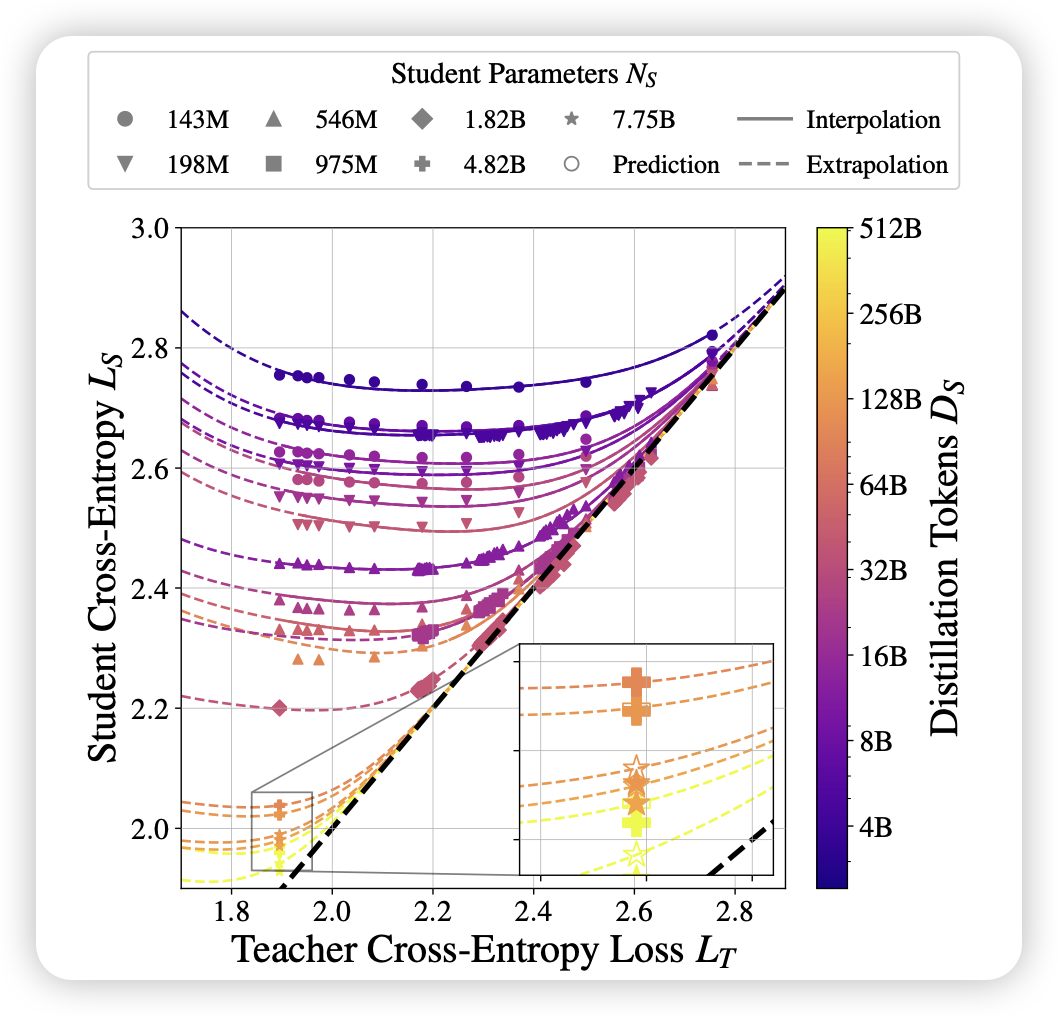 Student Parameters N_S
143M 546M 1.82B 7.75B Interpolation
198M 975M 4.82B Prediction Extrapolation
3.0
2.8
2.6
2.4
2.2
2.0
Student Cross-Entropy L_S
1.8 2.0 2.2 2.4 2.6 2.8
Teacher Cross-Entropy Loss L_T
512B
256B
128B
64B
32B
16B
8B
4B
Distillation Tokens D_S